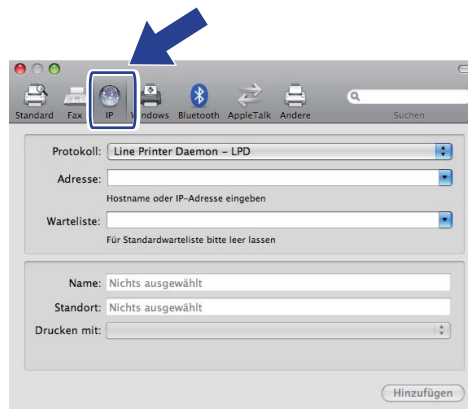 Standard Fax IP Windows Bluetooth AppleTalk Andere Suchen
Protokoll: Line Printer Daemon – LPD
Adresse:
Hostname oder IP-Adresse eingeben
Warteliste:
Für Standardwarteliste bitte leer lassen
Name: Nichts ausgewählt
Standort: Nichts ausgewählt
Drucken mit:
Hinzufügen